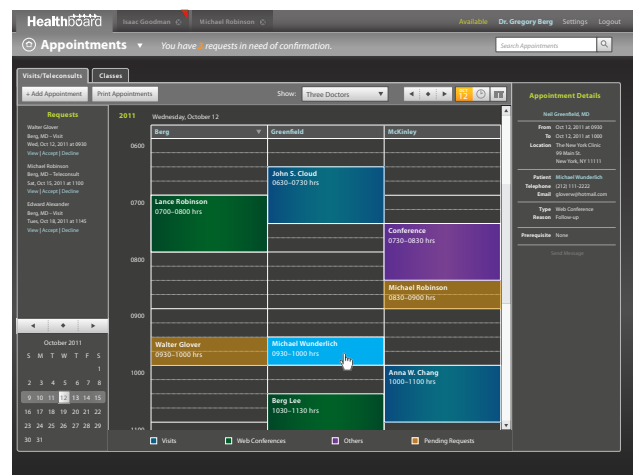 Healthboard
Isaac Goodman
Michael Robinson
Available Dr. Gregory Berg Settings Logout
Appointments
You have requests in need of confirmation.
Search Appointments
Visits/Teleconsults
Classes
+ Add Appointment
Print Appointments
Show: Three Doctors
OCT
12
Requests
Walter Glover
Berg, MD – Visit
Wed, Oct 12, 2011 at 0930
View | Accept | Decline
Michael Robinson
Berg, MD – Teleconsult
Sat, Oct 15, 2011 at 1100
View | Accept | Decline
Edward Alexander
Berg, MD – Visit
Tues, Oct 18, 2011 at 1145
View | Accept | Decline
October 2011
S M T W T F S
1
2 3 4 5 6 7 8
9 10 11 12 13 14 15
16 17 18 19 20 21 22
23 24 25 26 27 28 29
30 31
2011 Wednesday, October 12
Berg Greenfield McKinley
0600
John S. Cloud
0630–0730 hrs
0700
Lance Robinson
0700–0800 hrs
Conference
0730–0830 hrs
0800
Michael Robinson
0830–0900 hrs
0900
Walter Glover
0930–1000 hrs
Michael Wunderlich
0930–1000 hrs
1000
Anna W. Chang
1000–1100 hrs
Berg Lee
1030–1130 hrs
1100
Visits
Web Conferences
Others
Pending Requests
Appointment Details
Neil Greenfield, MD
From Oct 12, 2011 at 0930
To Oct 12, 2011 at 1000
Location The New York Clinic
99 Main St.
New York, NY 11111
Patient Michael Wunderlich
Telephone (212) 111-2222
Email
Type Web Conference
Reason Follow-up
Prerequisite None
Send Message